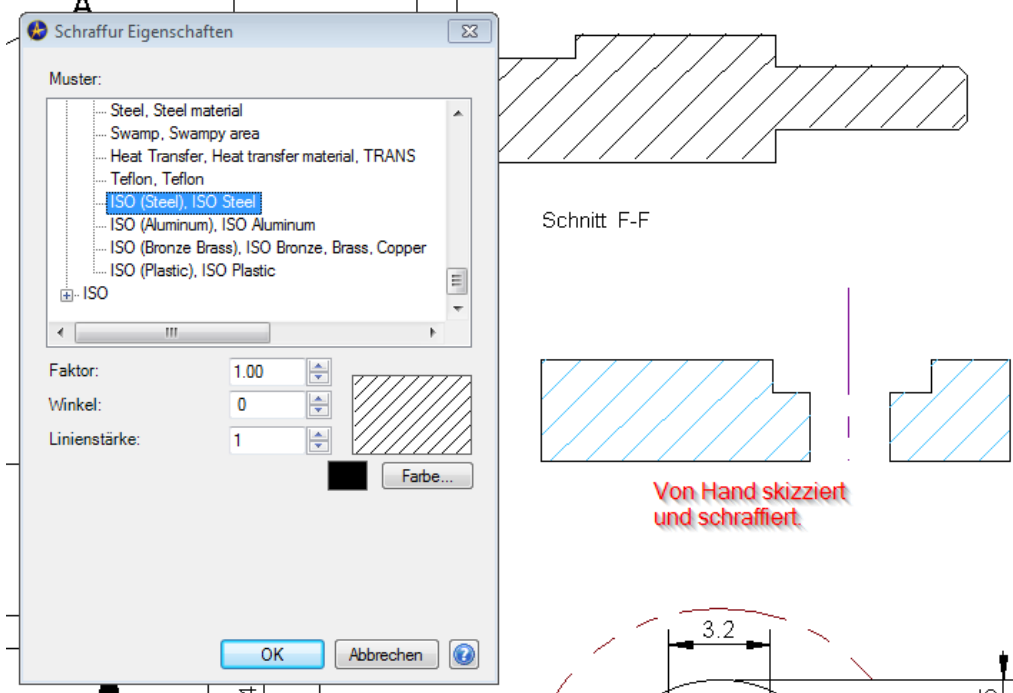 A
Schraffur Eigenschaften
Muster:
Steel, Steel material
Swamp, Swampy area
Heat Transfer, Heat transfer material, TRANS
Teflon, Teflon
ISO (Steel), ISO Steel
ISO (Aluminum), ISO Aluminum
ISO (Bronze Brass), ISO Bronze, Brass, Copper
ISO (Plastic), ISO Plastic
ISO
Faktor:
1.00
Winkel:
0
Linienstärke:
1
Farbe...
OK
Abbrechen
Schnitt F-F
Von Hand skizziert
und schraffiert.
3.2